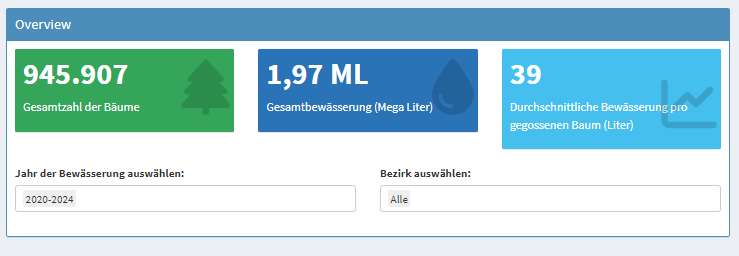 Overview
945.907
Gesamtzahl der Bäume
1,97 ML
Gesamtbewässerung (Mega Liter)
39
Durchschnittliche Bewässerung pro
gegossenen Baum (Liter)
Jahr der Bewässerung auswählen:
2020-2024
Bezirk auswählen:
Alle